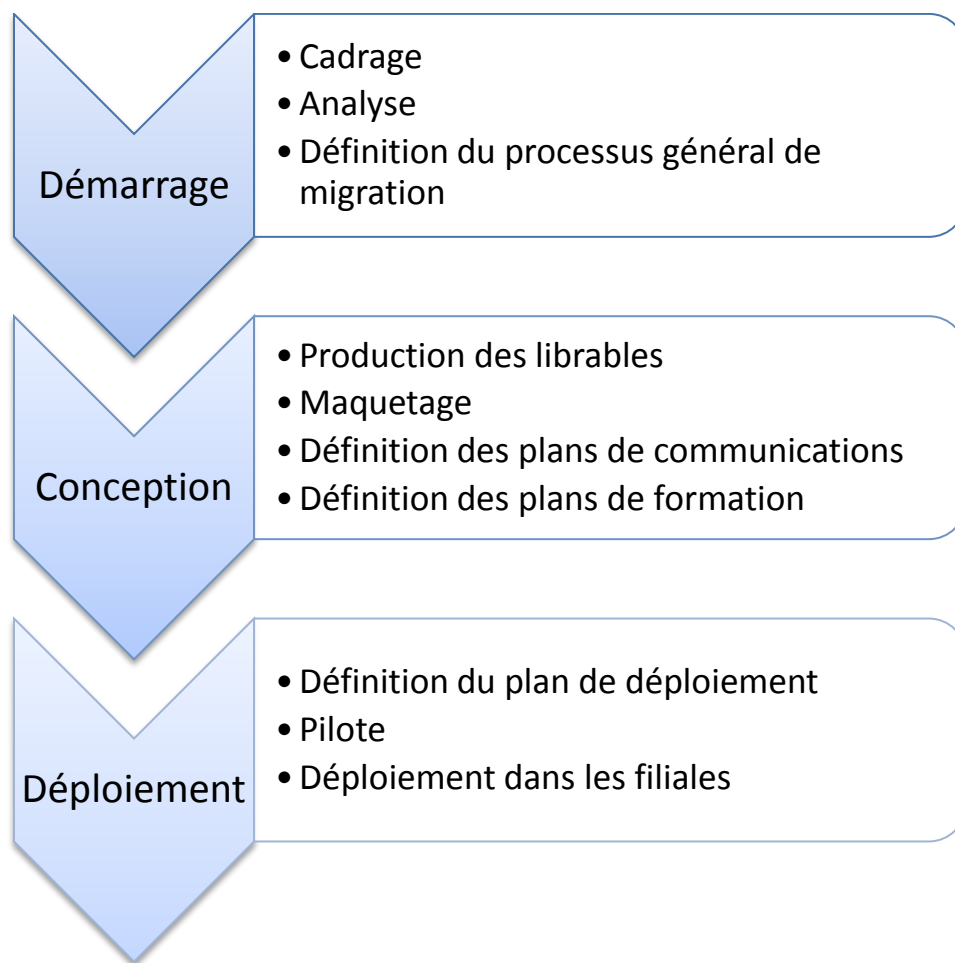 Démarrage
• Cadrage
• Analyse
• Définition du processus général de
migration
Conception
• Production des librables
• Maquetage
• Définition des plans de communications
• Définition des plans de formation
Déploiement
• Définition du plan de déploiement
• Pilote
• Déploiement dans les filiales